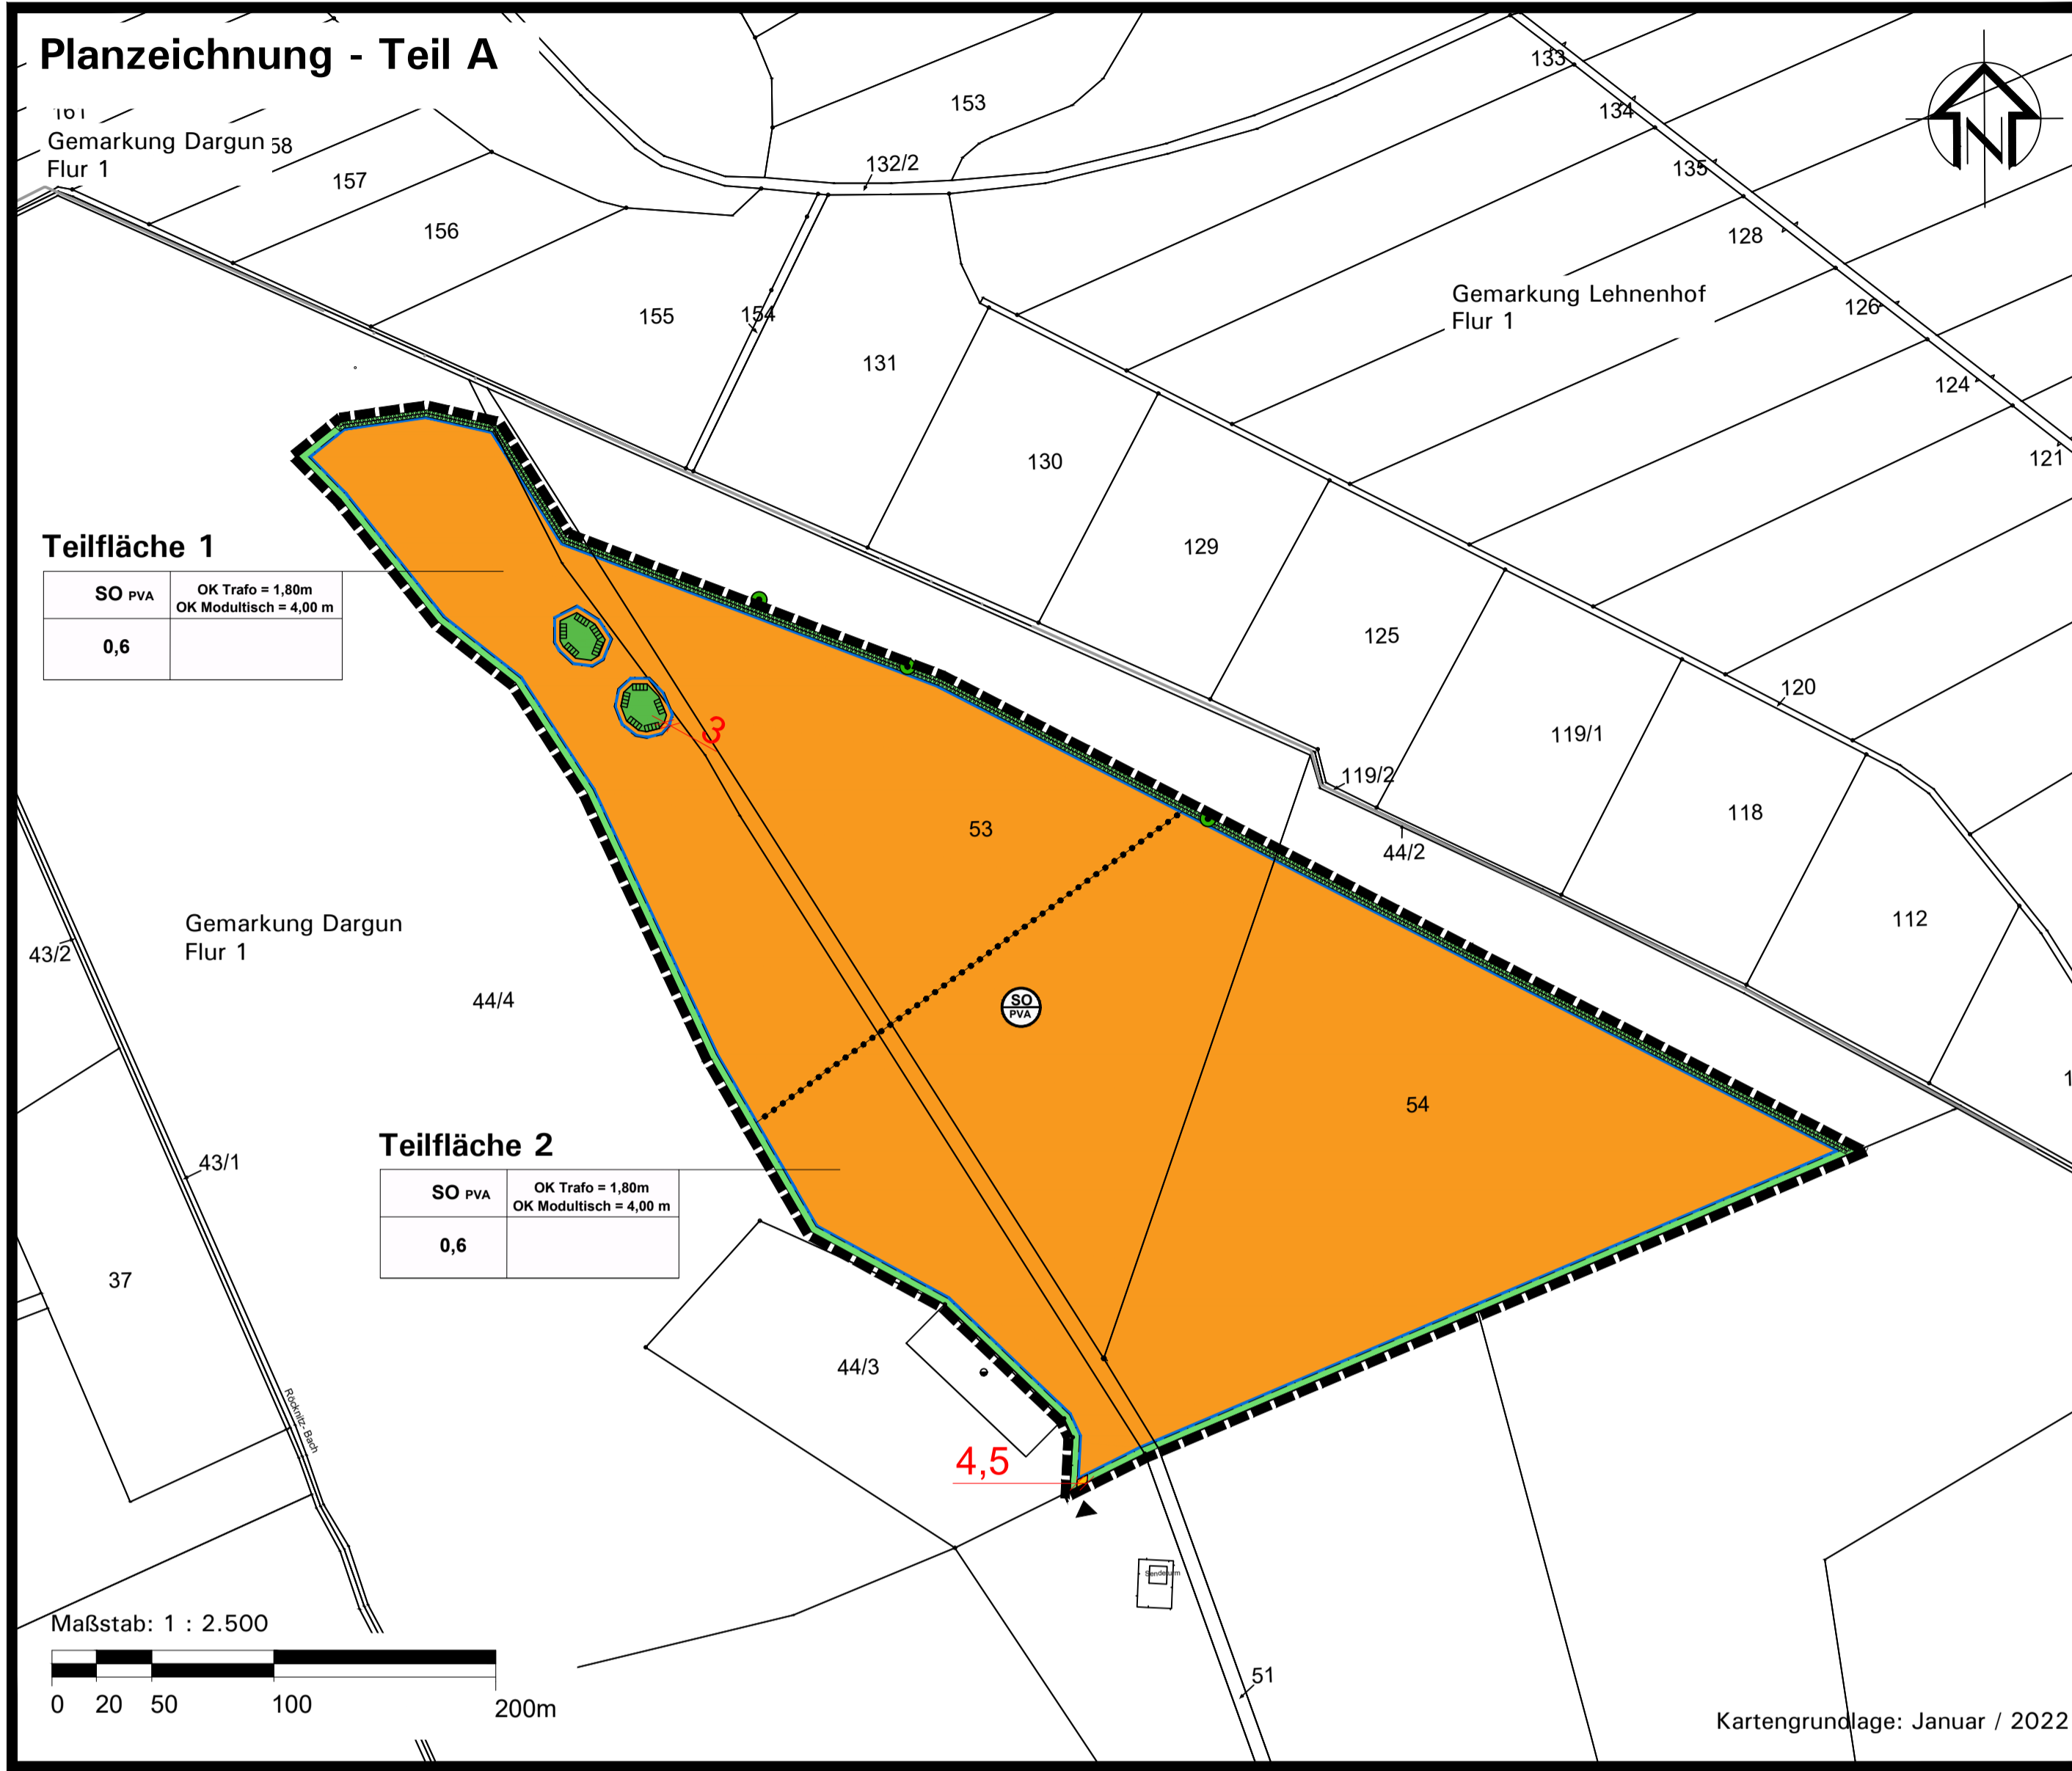 Planzeichnung - Teil A
161
Gemarkung Dargun
58
Flur 1
157
156
155
154
153
132/2
131
130
129
125
133
134
135
128
126
124
121
Gemarkung Lehnenhof
Flur 1
N
120
119/1
119/2
118
112
44/2
Teilfläche 1
SO PVA
OK Trafo = 1,80m
OK Modultisch = 4,00 m
0,6
3
53
54
SO
PVA
Gemarkung Dargun
Flur 1
43/2
44/4
43/1
Teilfläche 2
SO PVA
OK Trafo = 1,80m
OK Modultisch = 4,00 m
0,6
37
44/3
Röcknitz- Bach
4,5
Sendeturm
51
Maßstab: 1 : 2.500
0 20 50 100 200m
Kartengrundlage: Januar / 2022